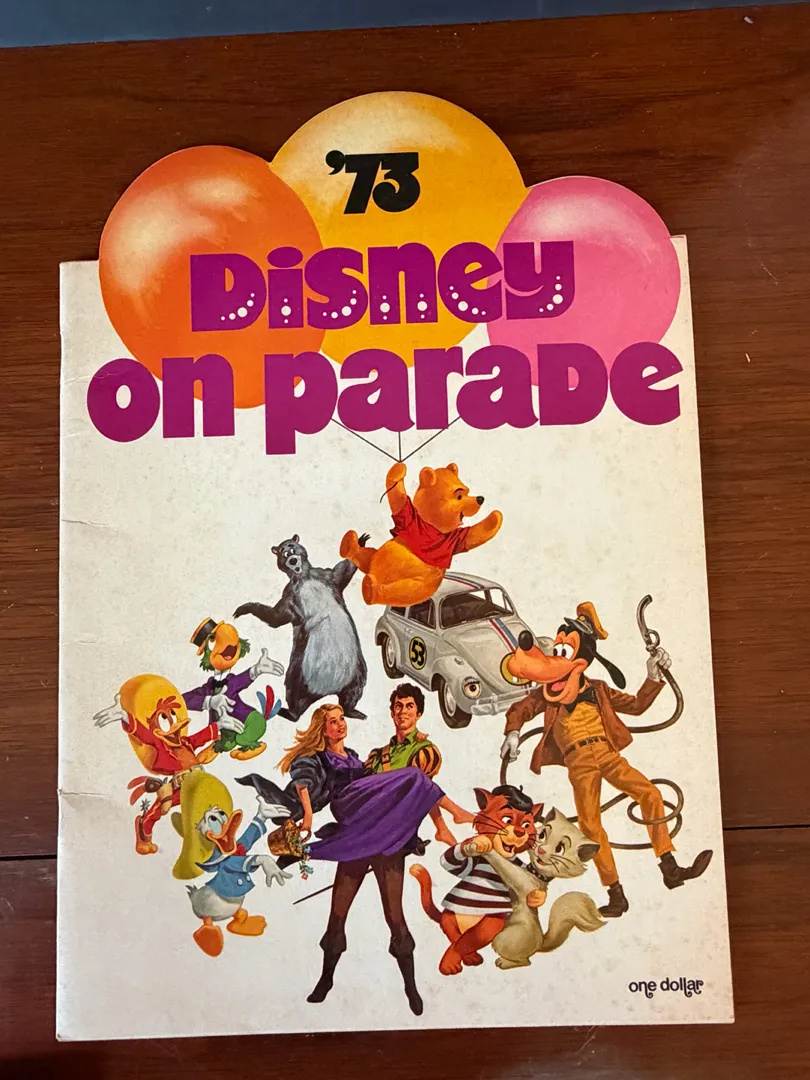 '73
Disney
on parade
53
one dollar